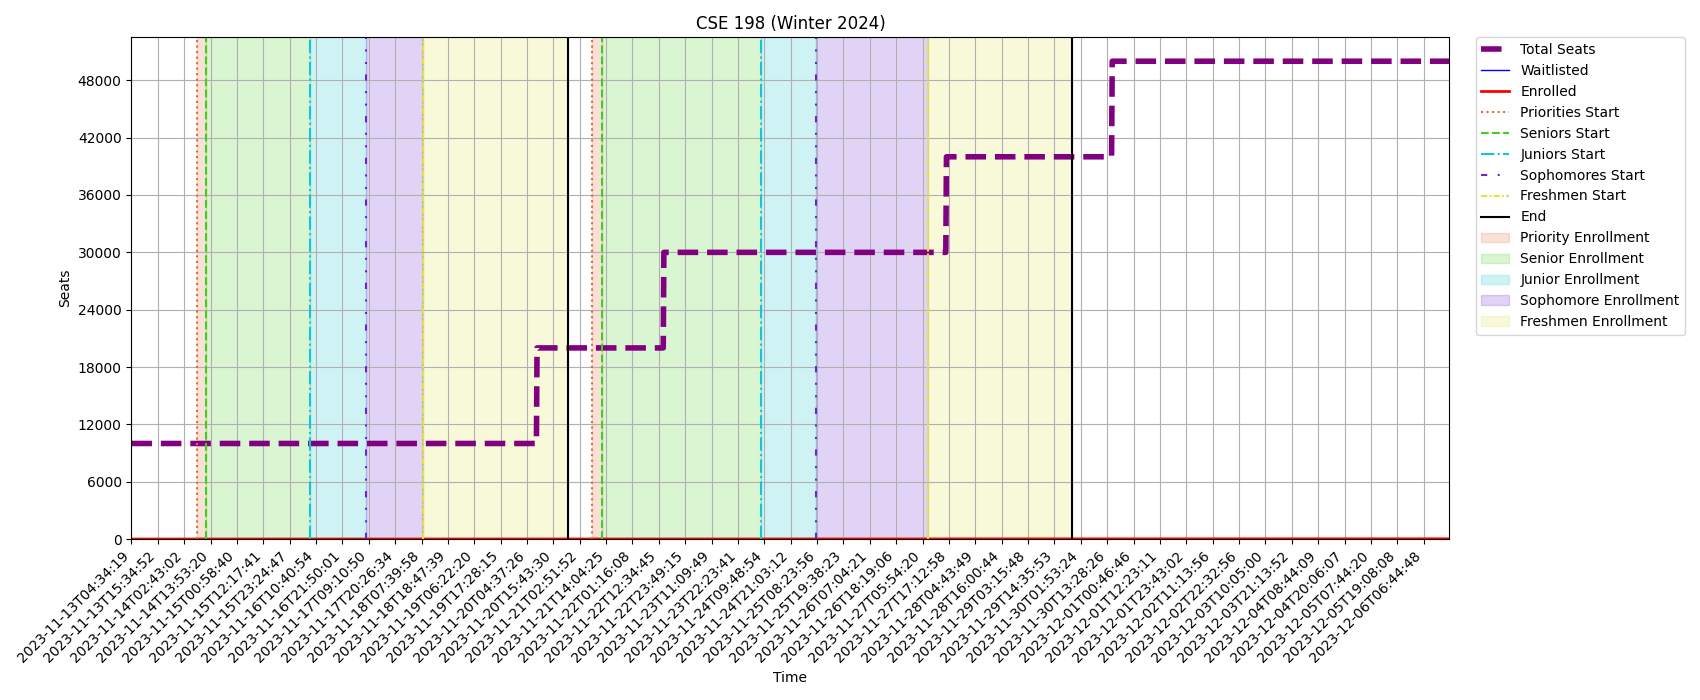 CSE 198 (Winter 2024)
Seats
48000
42000
36000
30000
24000
18000
12000
6000
0
2023-11-13T04:34:19
2023-11-13T15:34:52
2023-11-14T02:43:02
2023-11-14T13:53:20
2023-11-15T00:58:40
2023-11-15T12:17:41
2023-11-15T23:24:47
2023-11-16T10:40:54
2023-11-16T21:50:01
2023-11-17T09:10:50
2023-11-17T20:26:34
2023-11-18T07:39:58
2023-11-18T18:47:39
2023-11-19T06:22:20
2023-11-19T17:28:15
2023-11-20T04:37:26
2023-11-20T15:43:30
2023-11-21T02:51:52
2023-11-21T14:04:25
2023-11-22T01:16:08
2023-11-22T12:34:45
2023-11-22T23:49:15
2023-11-23T11:09:49
2023-11-23T22:23:41
2023-11-24T09:48:54
2023-11-24T21:03:12
2023-11-25T08:23:56
2023-11-25T19:38:23
2023-11-26T07:04:21
2023-11-26T18:19:06
2023-11-27T05:54:20
2023-11-27T17:12:58
2023-11-28T04:43:49
2023-11-28T16:00:44
2023-11-29T03:15:48
2023-11-29T14:35:53
2023-11-30T01:53:24
2023-11-30T13:28:26
2023-12-01T00:46:46
2023-12-01T12:23:11
2023-12-01T23:43:02
2023-12-02T11:13:56
2023-12-02T22:32:56
2023-12-03T10:05:00
2023-12-03T21:13:52
2023-12-04T08:44:09
2023-12-04T20:06:07
2023-12-05T07:44:20
2023-12-05T19:08:08
2023-12-06T06:44:48
Time
Total Seats
Waitlisted
Enrolled
Priorities Start
Seniors Start
Juniors Start
Sophomores Start
Freshmen Start
End
Priority Enrollment
Senior Enrollment
Junior Enrollment
Sophomore Enrollment
Freshmen Enrollment